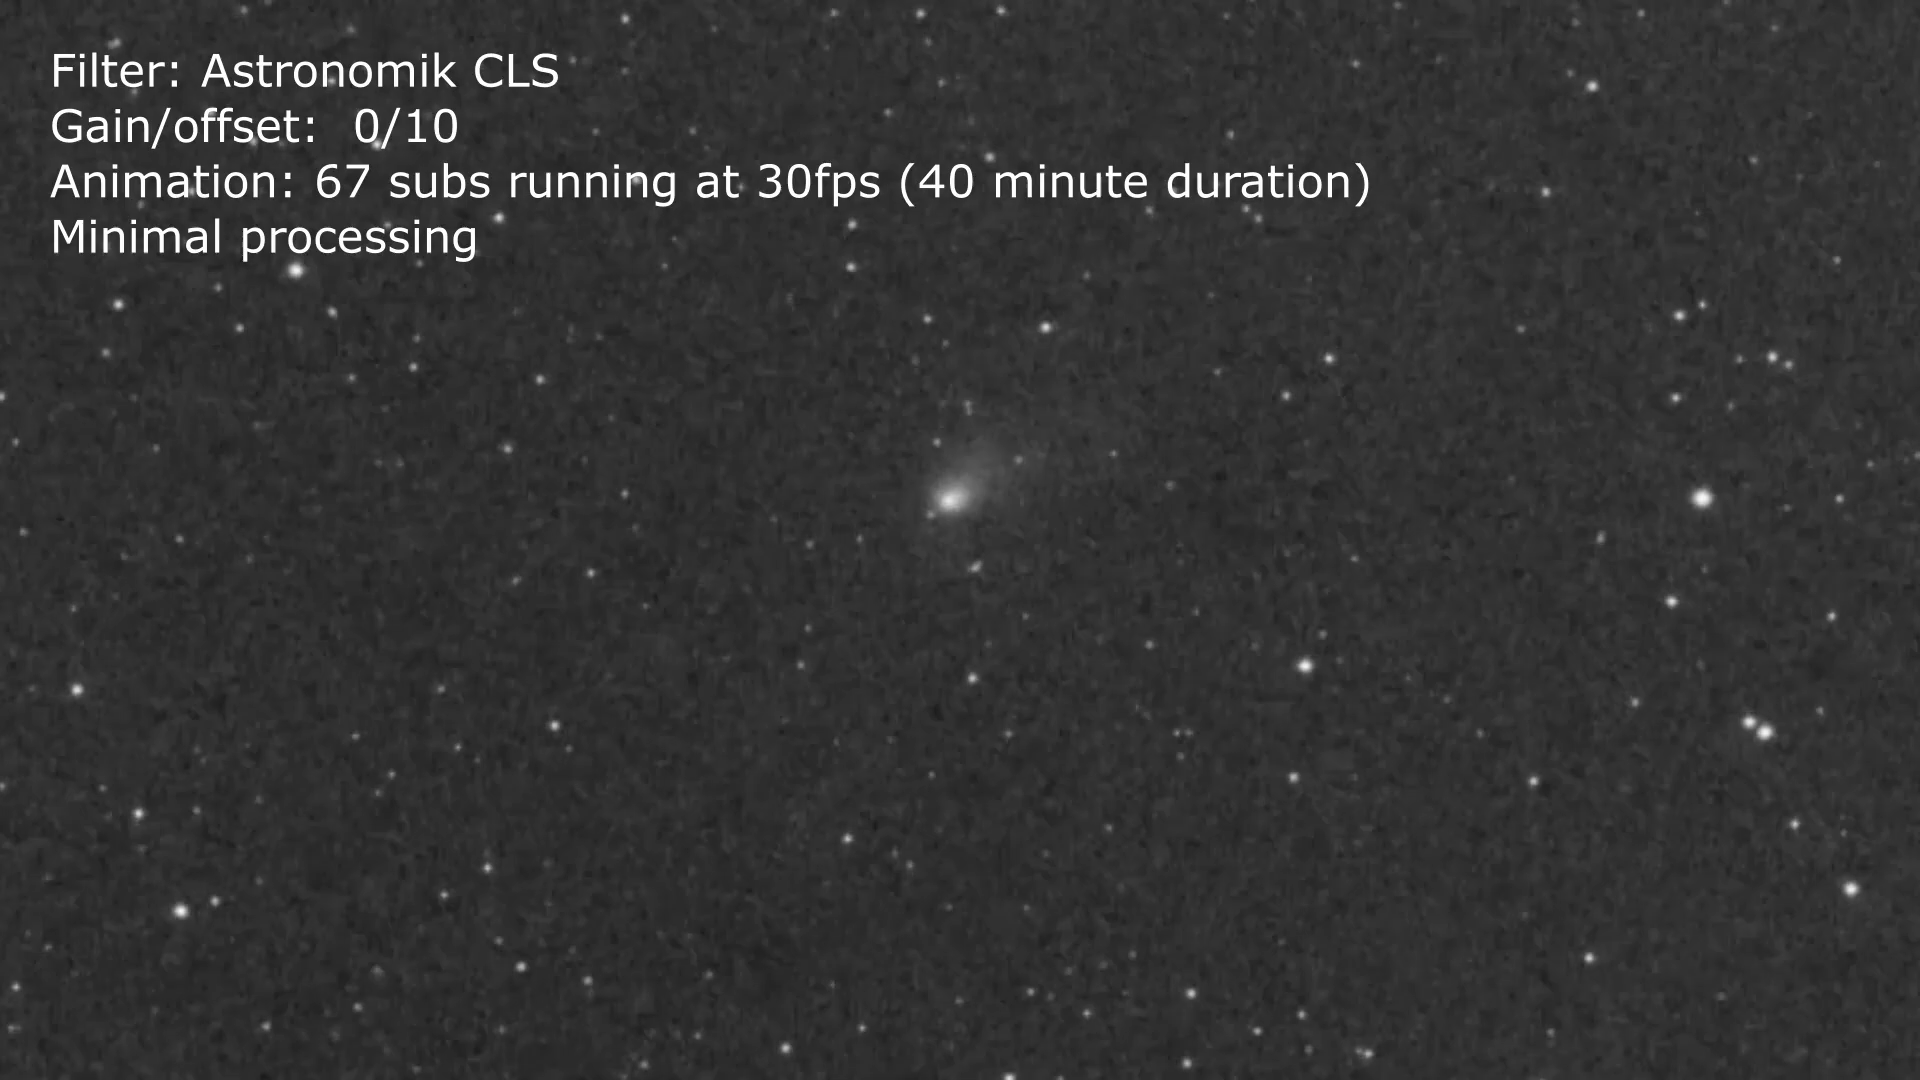 Filter: Astronomik CLS
Gain/offset:  0/10
Animation: 67 subs running at 30fps (40 minute duration)
Minimal processing